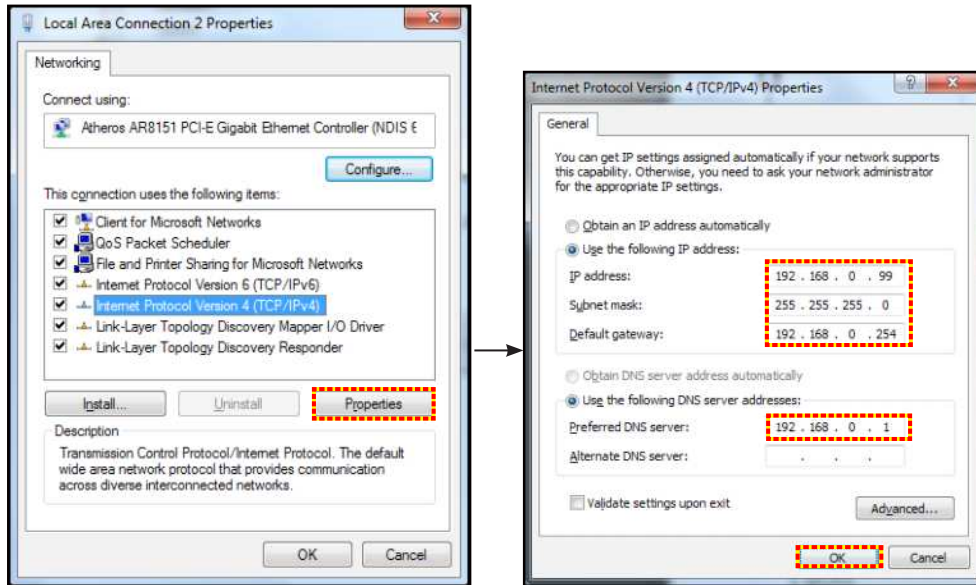 Local Area Connection 2 Properties
Networking
Connect using:
Atheros AR8151 PCI-E Gigabit Ethernet Controller (NDIS 6
Configure...
This connection uses the following items:
Client for Microsoft Networks
QoS Packet Scheduler
File and Printer Sharing for Microsoft Networks
Internet Protocol Version 6 (TCP/IPv6)
Internet Protocol Version 4 (TCP/IPv4)
Link-Layer Topology Discovery Mapper I/O Driver
Link-Layer Topology Discovery Responder
Install...
Uninstall
Properties
Description
Transmission Control Protocol/Internet Protocol. The default
wide area network protocol that provides communication
across diverse interconnected networks.
OK
Cancel
Internet Protocol Version 4 (TCP/IPv4) Properties
General
You can get IP settings assigned automatically if your network supports
this capability. Otherwise, you need to ask your network administrator
for the appropriate IP settings.
Obtain an IP address automatically
Use the following IP address:
IP address:
192 . 168 . 0 . 99
Subnet mask:
255 . 255 . 255 . 0
Default gateway:
192 . 168 . 0 . 254
Obtain DNS server address automatically
Use the following DNS server addresses:
Preferred DNS server:
192 . 168 . 0 . 1
Alternate DNS server:
. . .
Validate settings upon exit
Advanced...
OK
Cancel